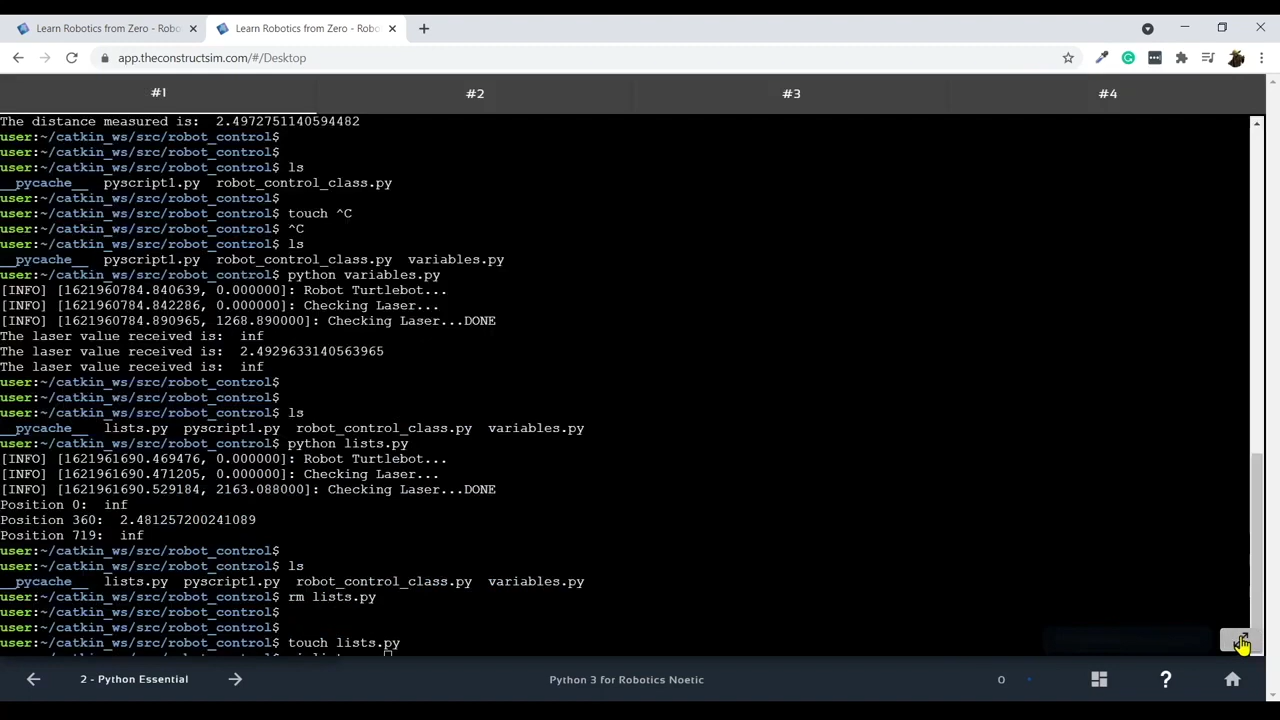 Learn Robotics from Zero - Robo
Learn Robotics from Zero - Robo
app.theconstructsim.com/#/Desktop
#1 #2 #3 #4
The distance measured is:  2.4972751140594482
user:~/catkin_ws/src/robot_control$
user:~/catkin_ws/src/robot_control$
user:~/catkin_ws/src/robot_control$ ls
__pycache__  pyscript1.py  robot_control_class.py
user:~/catkin_ws/src/robot_control$
user:~/catkin_ws/src/robot_control$ touch ^C
user:~/catkin_ws/src/robot_control$ ^C
user:~/catkin_ws/src/robot_control$ ls
__pycache__  pyscript1.py  robot_control_class.py  variables.py
user:~/catkin_ws/src/robot_control$ python variables.py
[INFO] [1621960784.840639, 0.000000]: Robot Turtlebot...
[INFO] [1621960784.842286, 0.000000]: Checking Laser...
[INFO] [1621960784.890965, 1268.890000]: Checking Laser...DONE
The laser value received is:  inf
The laser value received is:  2.4929633140563965
The laser value received is:  inf
user:~/catkin_ws/src/robot_control$
user:~/catkin_ws/src/robot_control$
user:~/catkin_ws/src/robot_control$ ls
__pycache__  lists.py  pyscript1.py  robot_control_class.py  variables.py
user:~/catkin_ws/src/robot_control$ python lists.py
[INFO] [1621961690.469476, 0.000000]: Robot Turtlebot...
[INFO] [1621961690.471205, 0.000000]: Checking Laser...
[INFO] [1621961690.529184, 2163.088000]: Checking Laser...DONE
Position 0:  inf
Position 360:  2.481257200241089
Position 719:  inf
user:~/catkin_ws/src/robot_control$
user:~/catkin_ws/src/robot_control$ ls
__pycache__  lists.py  pyscript1.py  robot_control_class.py  variables.py
user:~/catkin_ws/src/robot_control$ rm lists.py
user:~/catkin_ws/src/robot_control$
user:~/catkin_ws/src/robot_control$
user:~/catkin_ws/src/robot_control$ touch lists.py
2 - Python Essential
Python 3 for Robotics Noetic
0
?